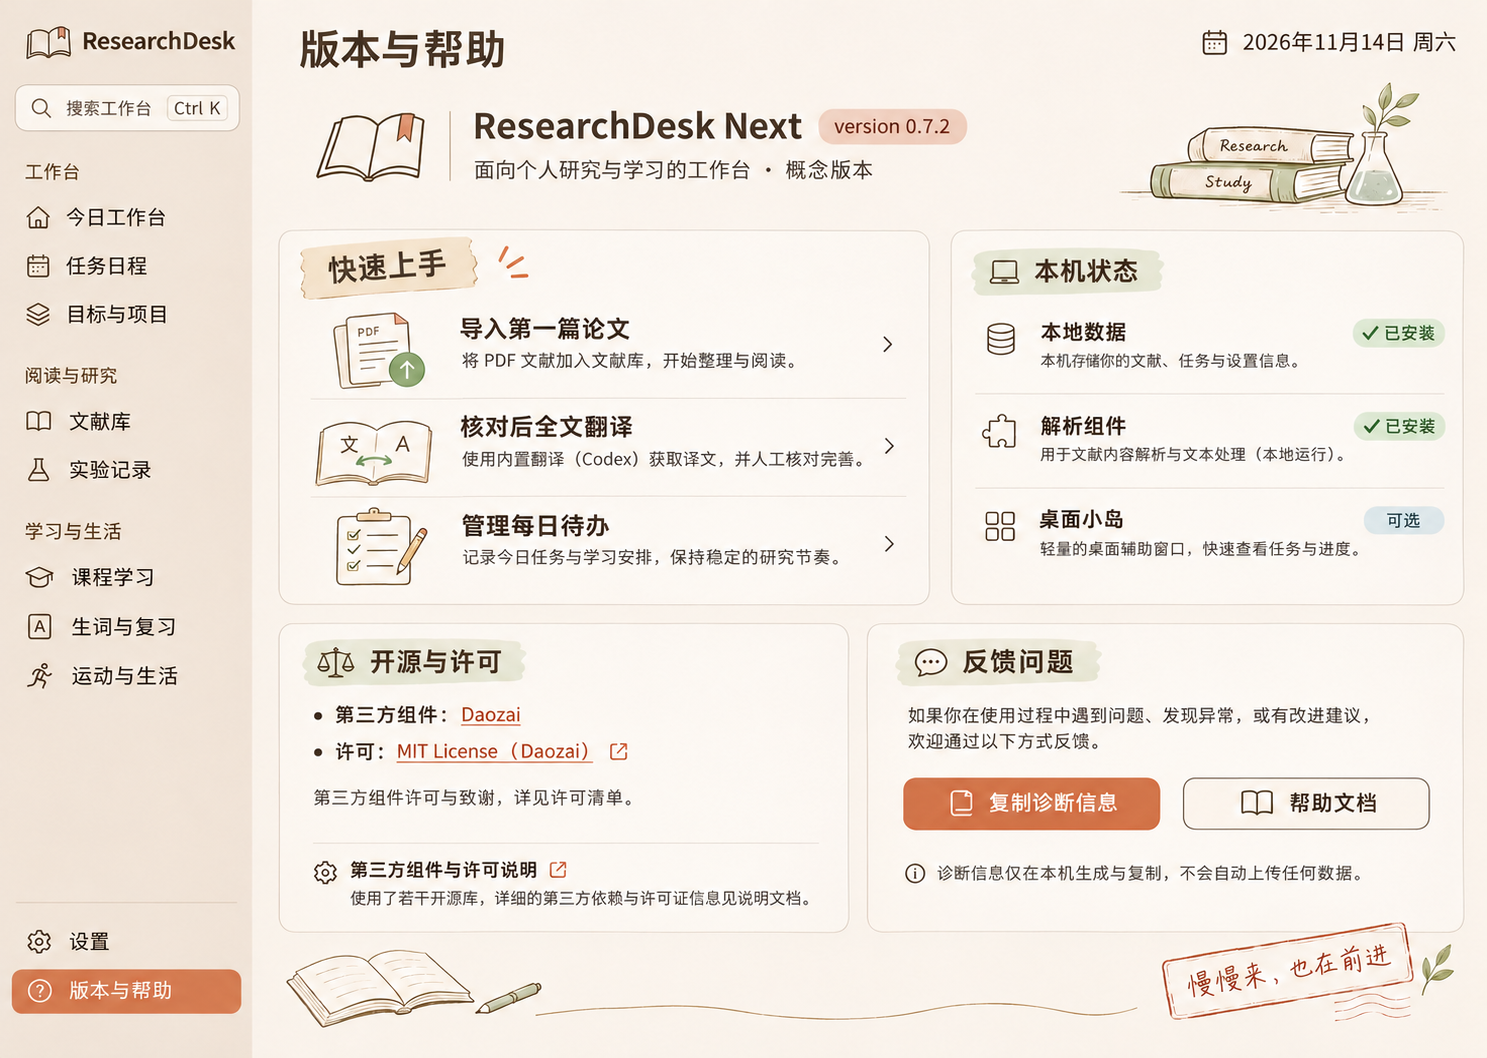 ResearchDesk
搜索工作台 Ctrl K
工作台
今日工作台
任务日程
目标与项目
阅读与研究
文献库
实验记录
学习与生活
课程学习
A
生词与复习
运动与生活
设置
版本与帮助
版本与帮助
2026年11月14日 周六
ResearchDesk Next version 0.7.2
面向个人研究与学习的工作台 · 概念版本
Research
Study
快速上手
PDF
导入第一篇论文
将 PDF 文献加入文献库，开始整理与阅读。
文 A
核对后全文翻译
使用内置翻译（Codex）获取译文，并人工核对完善。
管理每日待办
记录今日任务与学习安排，保持稳定的研究节奏。
本机状态
本地数据 已安装
本机存储你的文献、任务与设置信息。
解析组件 已安装
用于文献内容解析与文本处理（本地运行）。
桌面小岛 可选
轻量的桌面辅助窗口，快速查看任务与进度。
开源与许可
• 第三方组件： Daozai
• 许可： MIT License（Daozai）
第三方组件许可与致谢，详见许可清单。
第三方组件与许可说明
使用了若干开源库，详细的第三方依赖与许可证信息见说明文档。
反馈问题
如果你在使用过程中遇到问题、发现异常，或有改进建议，
欢迎通过以下方式反馈。
复制诊断信息
帮助文档
诊断信息仅在本机生成与复制，不会自动上传任何数据。
慢慢来，也在前进